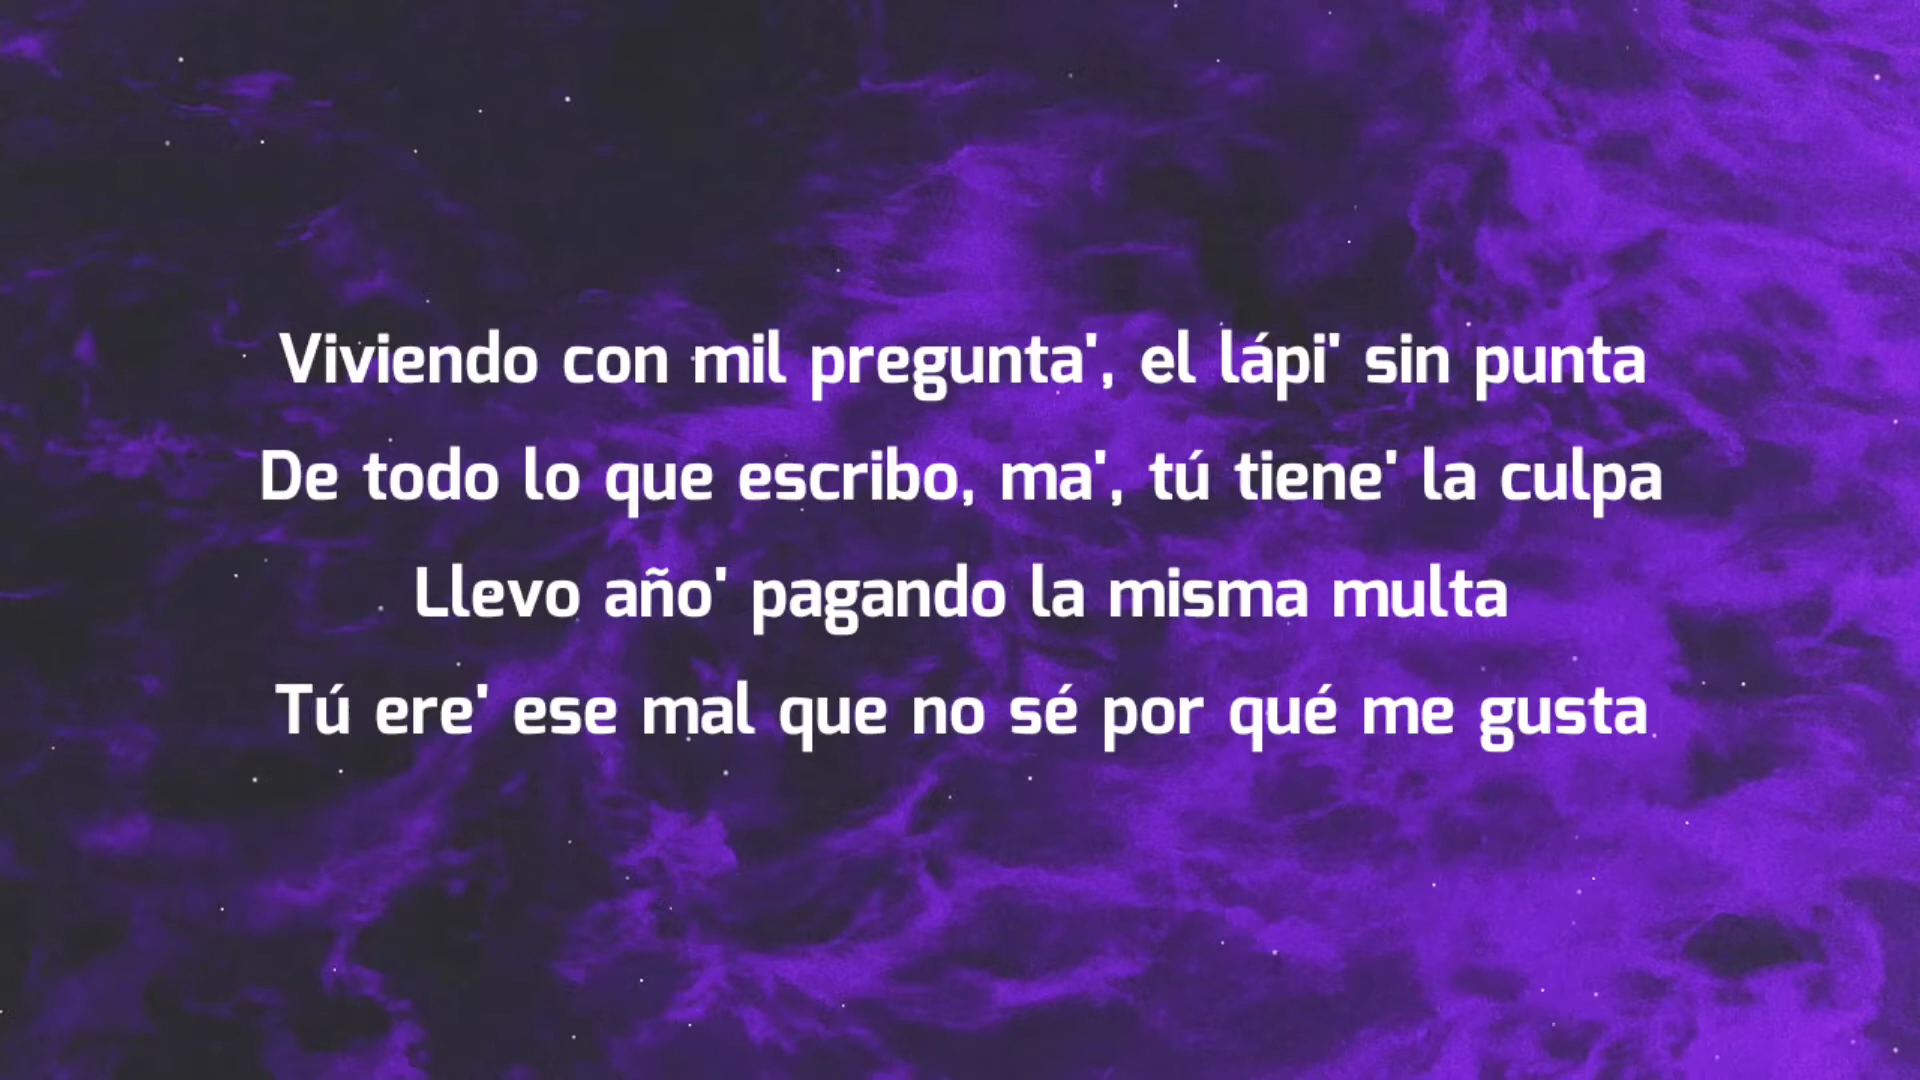 Viviendo con mil pregunta', el lápi' sin punta
De todo lo que escribo, ma', tú tiene' la culpa
Llevo año' pagando la misma multa
Tú ere' ese mal que no sé por qué me gusta